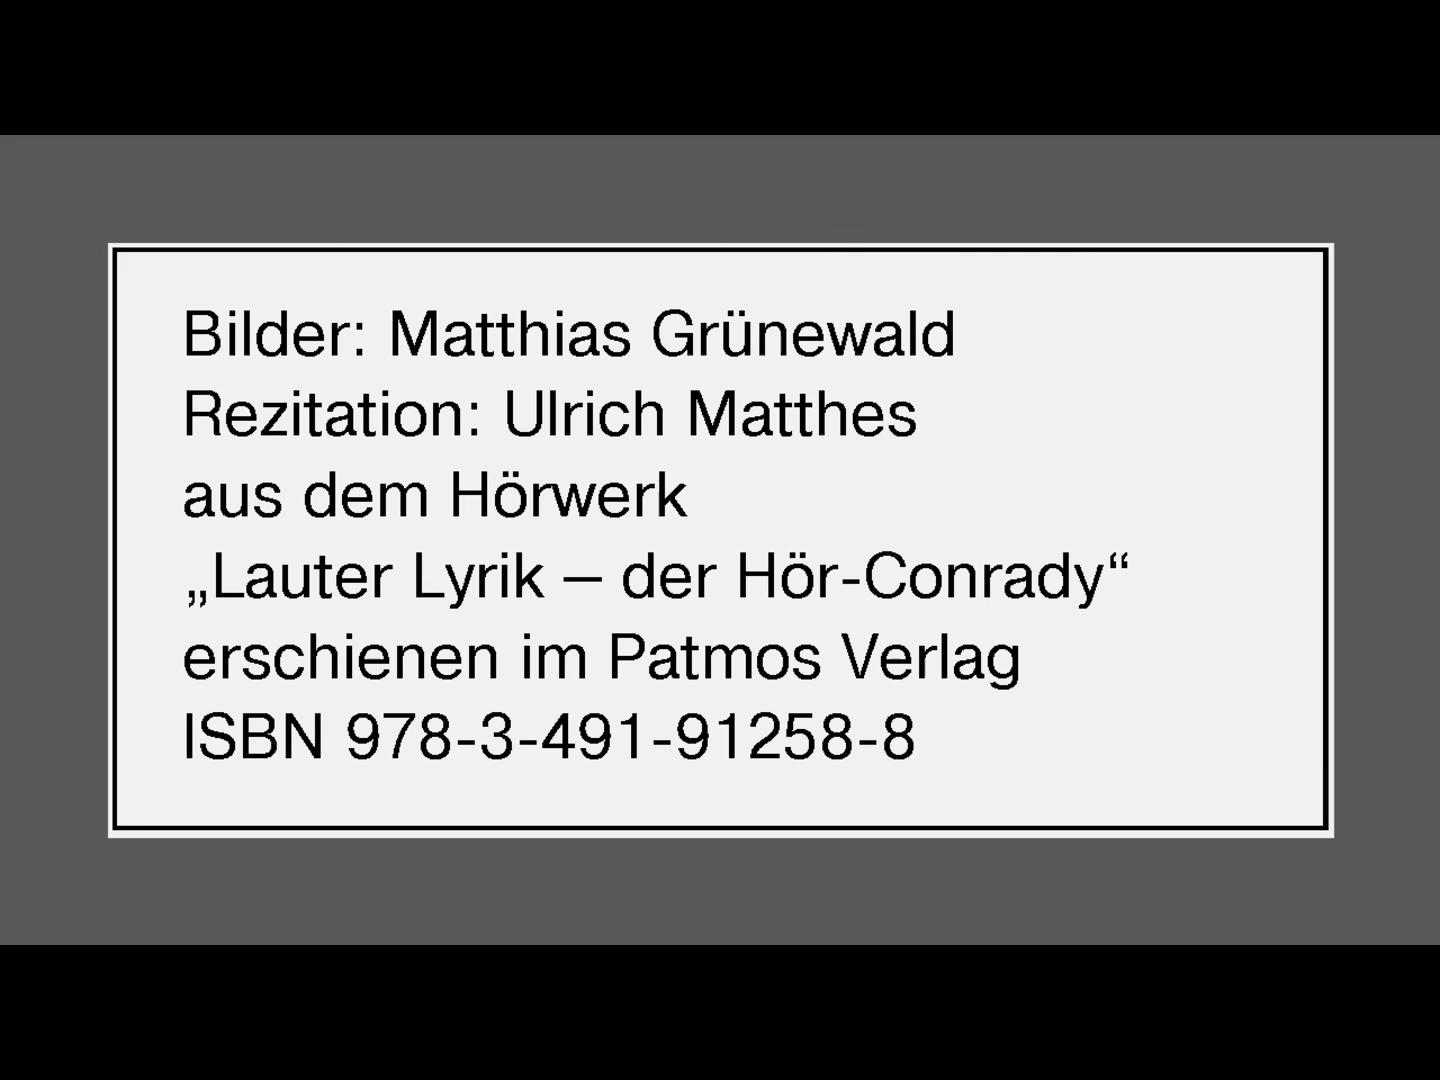 Bilder: Matthias Grünewald
Rezitation: Ulrich Matthes
aus dem Hörwerk
„Lauter Lyrik – der Hör-Conrady“
erschienen im Patmos Verlag
ISBN 978-3-491-91258-8